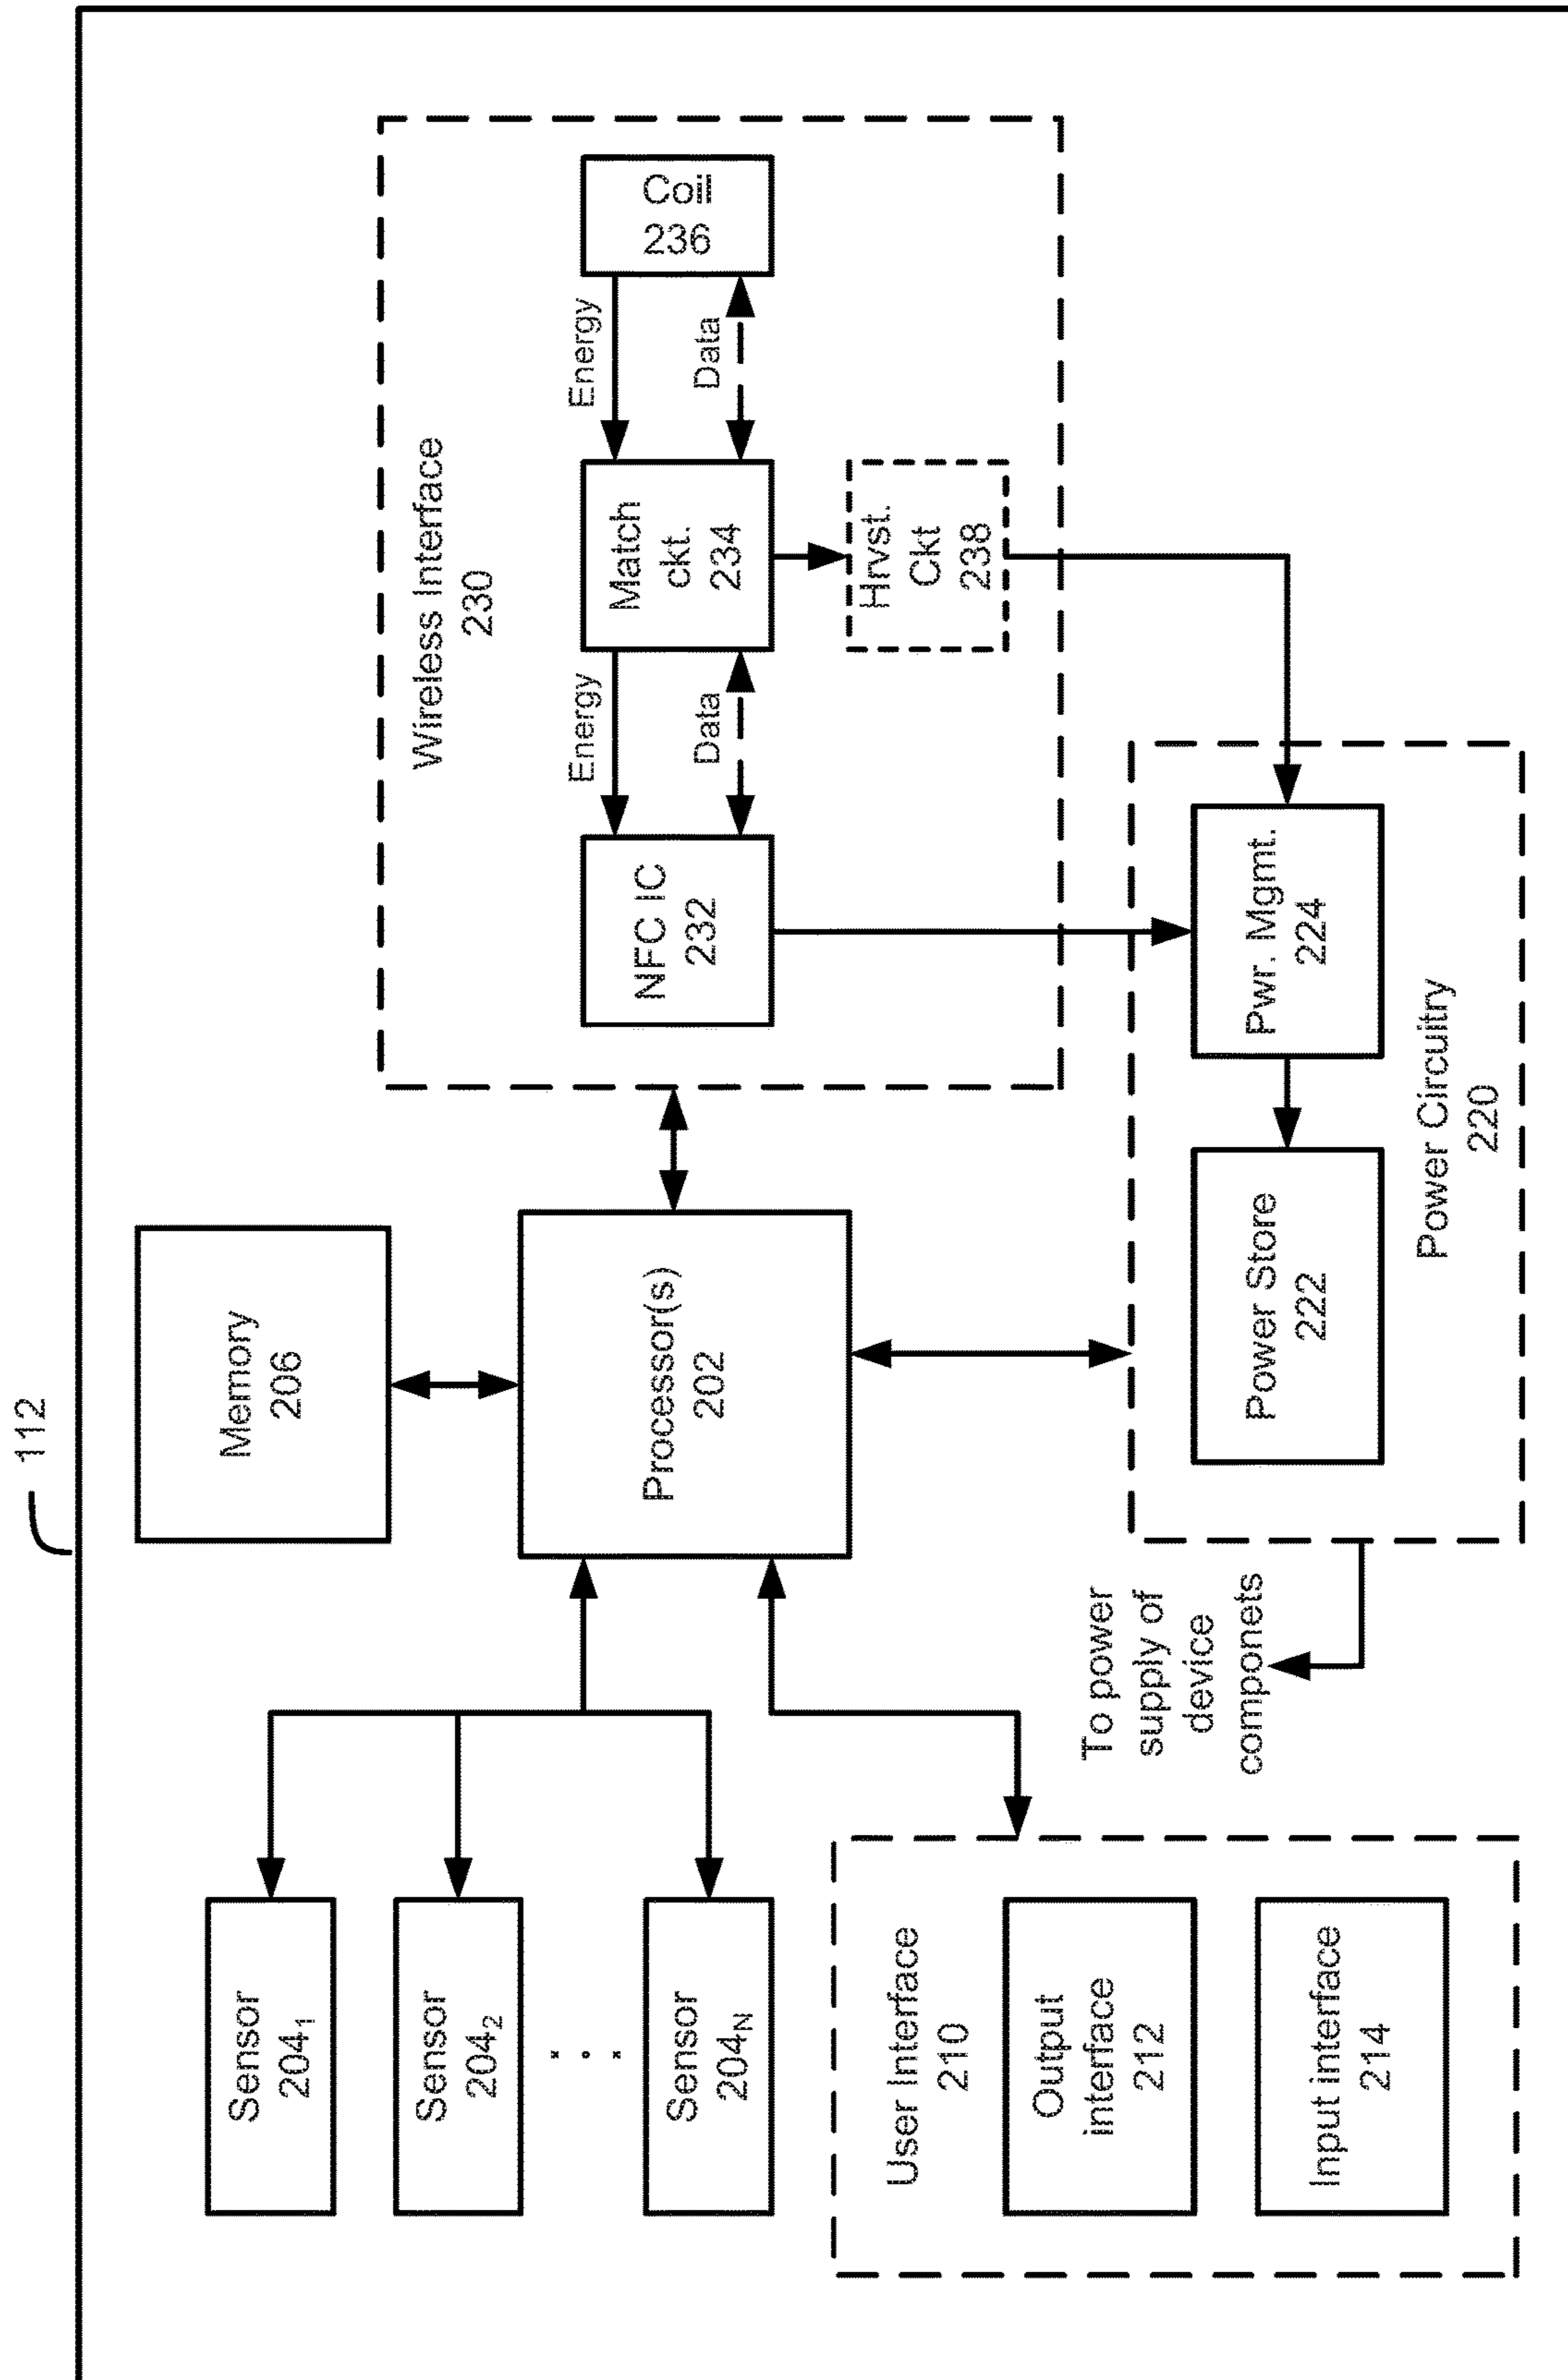 112
Sensor
204₁
Sensor
204₂
. . .
Sensor
204N
User Interface
210
Output
interface
212
Input interface
214
Memory
206
Processor(s)
202
To power
supply of
device
componets
Wireless Interface
230
NFC IC
232
Energy
Data
Match
ckt.
234
Energy
Data
Coil
236
Hrvst.
Ckt
238
Power Store
222
Pwr. Mgmt.
224
Power Circuitry
220